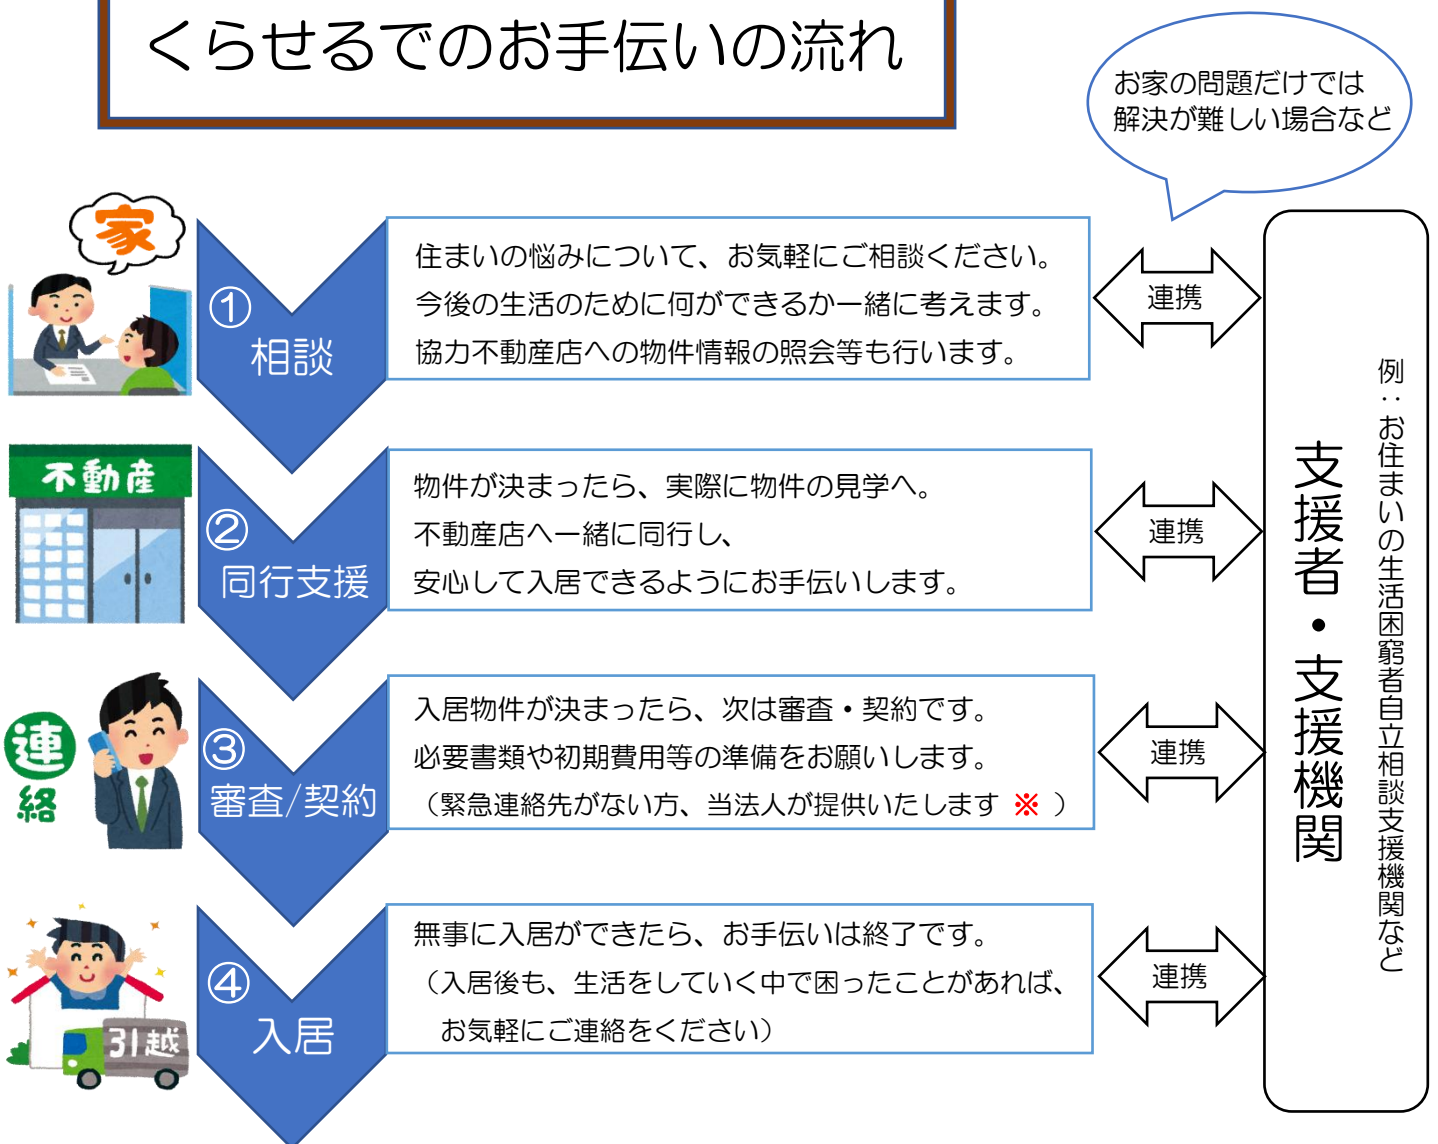 くらせるでのお手伝いの流れ
お家の問題だけでは
解決が難しい場合など
家
①
相談
住まいの悩みについて、お気軽にご相談ください。
今後の生活のために何ができるか一緒に考えます。
協力不動産店への物件情報の照会等も行います。
連携
不動産
②
同行支援
物件が決まったら、実際に物件の見学へ。
不動産店へ一緒に同行し、
安心して入居できるようにお手伝いします。
連携
連
絡
③
審査/契約
入居物件が決まったら、次は審査・契約です。
必要書類や初期費用等の準備をお願いします。
（緊急連絡先がない方、当法人が提供いたします ※ ）
連携
引越
④
入居
無事に入居ができたら、お手伝いは終了です。
（入居後も、生活をしていく中で困ったことがあれば、
お気軽にご連絡をください）
連携
支援者・支援機関
例：お住まいの生活困窮者自立相談支援機関など